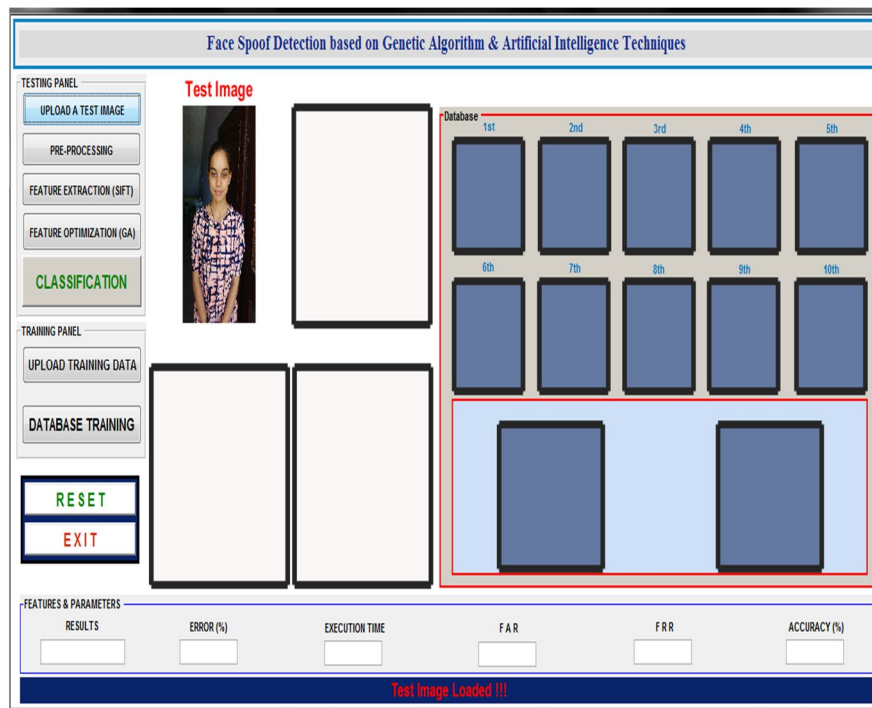 Face Spoof Detection based on Genetic Algorithm & Artificial Intelligence Techniques
TESTING PANEL
UPLOAD A TEST IMAGE
PRE-PROCESSING
FEATURE EXTRACTION (SIFT)
FEATURE OPTIMIZATION (GA)
CLASSIFICATION
TRAINING PANEL
UPLOAD TRAINING DATA
DATABASE TRAINING
RESET
EXIT
Test Image
Database
1st 2nd 3rd 4th 5th
6th 7th 8th 9th 10th
FEATURES & PARAMETERS
RESULTS ERROR (%) EXECUTION TIME F A R F R R ACCURACY (%)
Test Image Loaded !!!